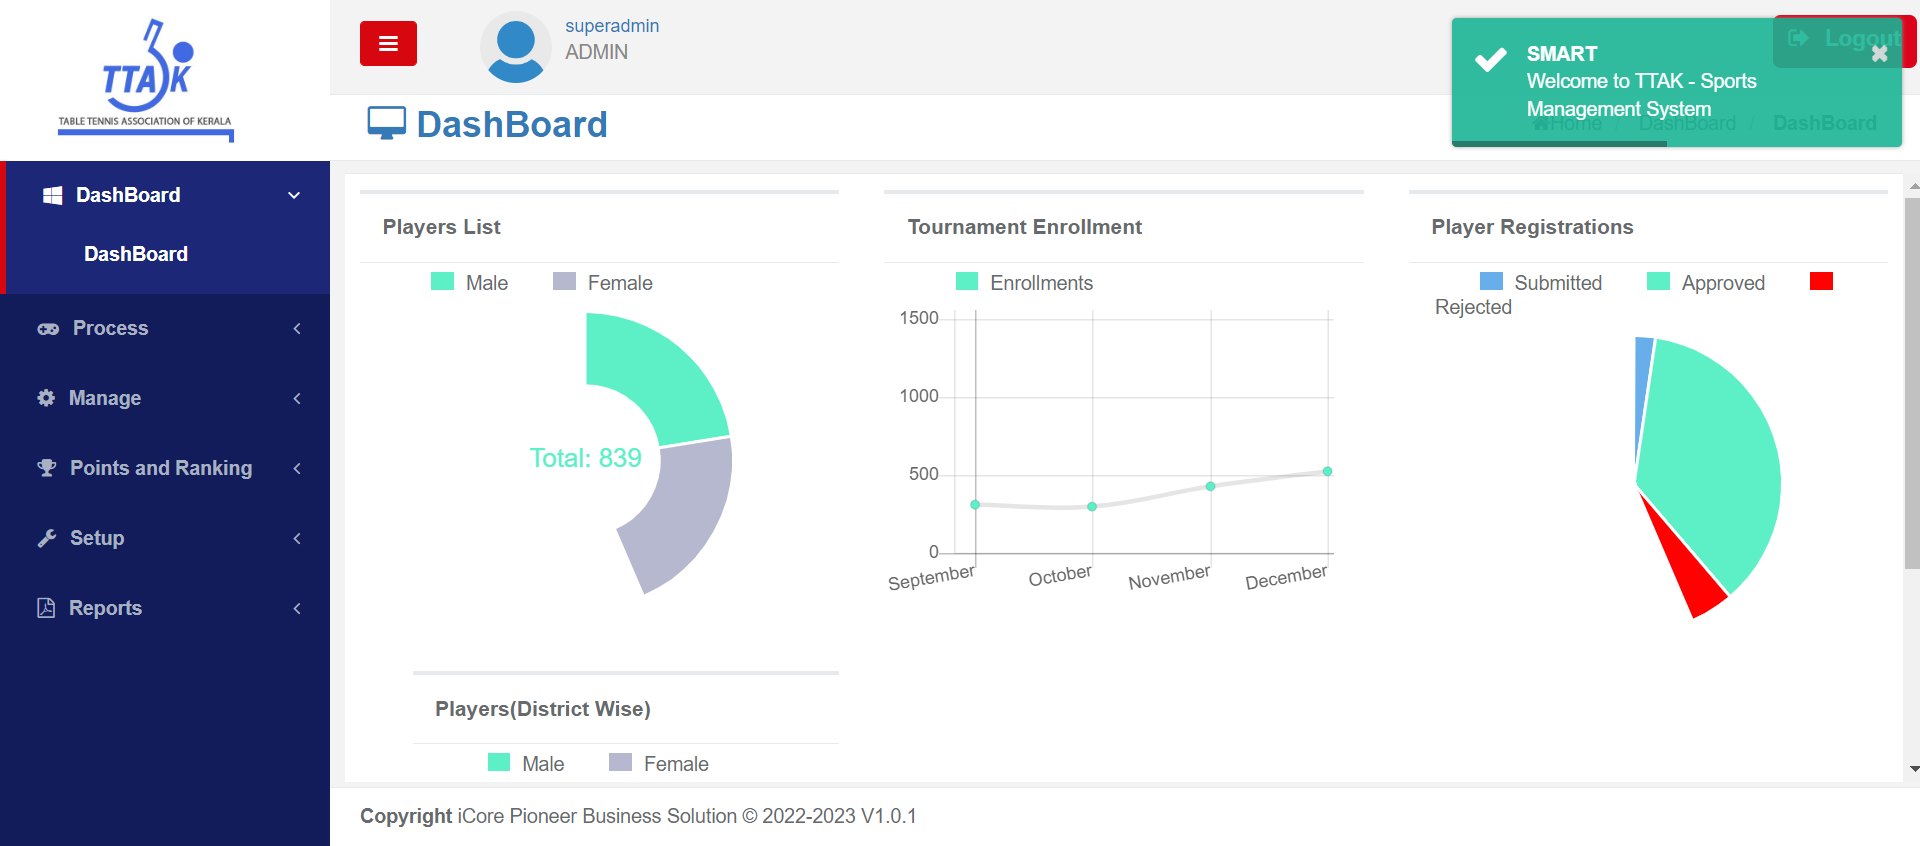 TTAK
TABLE TENNIS ASSOCIATION OF KERALA
DashBoard
DashBoard
Process
Manage
Points and Ranking
Setup
Reports
superadmin
ADMIN
Logout
SMART
Welcome to TTAK - Sports
Management System
DashBoard
Home / DashBoard / DashBoard
Players List
Male Female
Total: 839
Tournament Enrollment
Enrollments
1500
1000
500
0
September October November December
Player Registrations
Submitted Approved
Rejected
Players(District Wise)
Male Female
Copyright iCore Pioneer Business Solution © 2022-2023 V1.0.1